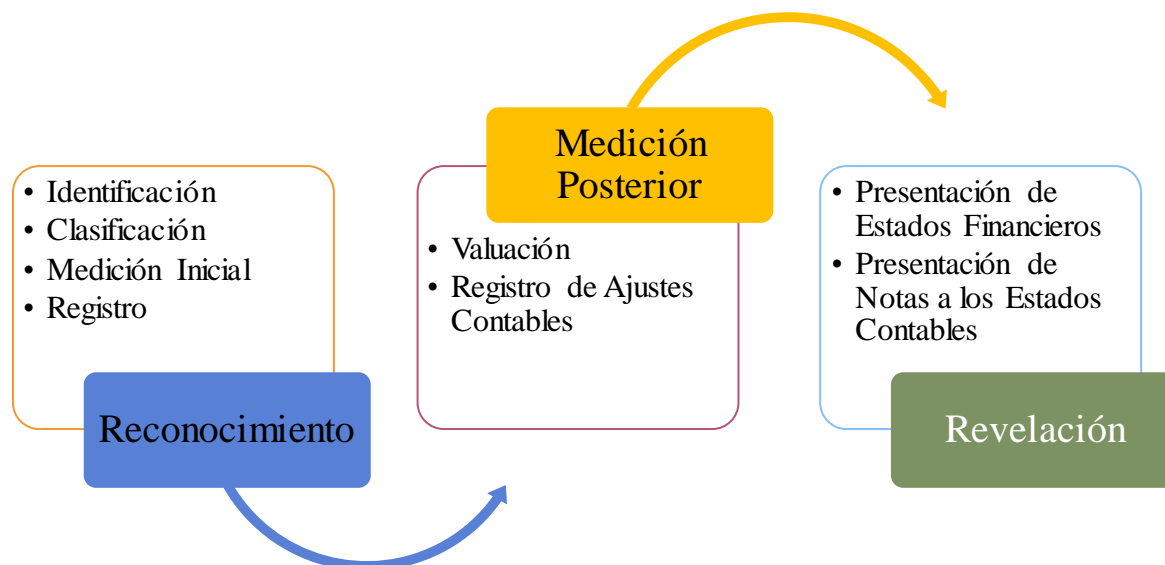 • Identificación
• Clasificación
• Medición Inicial
• Registro
Reconocimiento
Medición
Posterior
• Valuación
• Registro de Ajustes
Contables
• Presentación de
Estados Financieros
• Presentación de
Notas a los Estados
Contables
Revelación